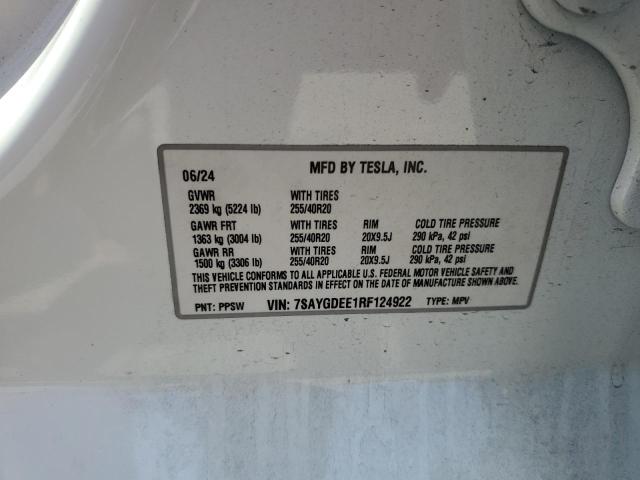 06/24 MFD BY TESLA, INC.
GVWR WITH TIRES
2369 kg (5224 lb) 255/40R20
GAWR FRT WITH TIRES RIM COLD TIRE PRESSURE
1363 kg (3004 lb) 255/40R20 20X9.5J 290 kPa, 42 psi
GAWR RR WITH TIRES RIM COLD TIRE PRESSURE
1500 kg (3306 lb) 255/40R20 20X9.5J 290 kPa, 42 psi
THIS VEHICLE CONFORMS TO ALL APPLICABLE U.S. FEDERAL MOTOR VEHICLE SAFETY AND
THEFT PREVENTION STANDARDS IN EFFECT ON THE DATE OF MANUFACTURE SHOWN ABOVE.
PNT: PPSW VIN: 7SAYGDEE1RF124922 TYPE: MPV